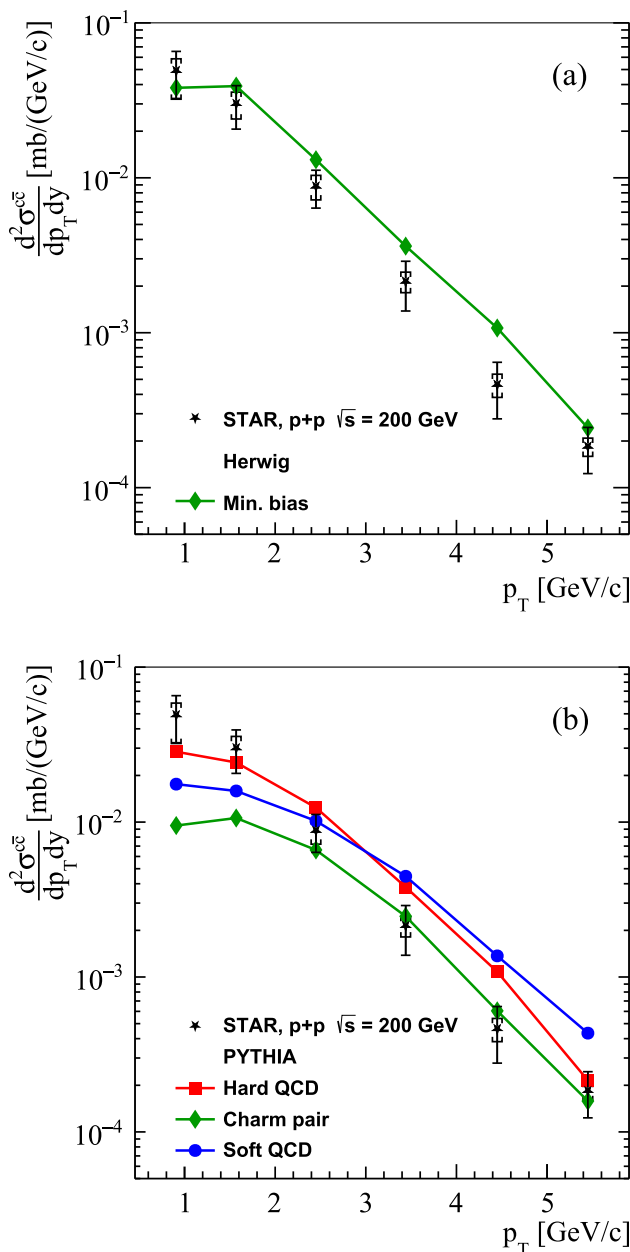 (a)
d²σ^cc̄
dp_T dy
[mb/(GeV/c)]
10⁻¹
10⁻²
10⁻³
10⁻⁴
STAR, p+p √s = 200 GeV
Herwig
Min. bias
1 2 3 4 5
p_T [GeV/c]
(b)
d²σ^cc̄
dp_T dy
[mb/(GeV/c)]
10⁻¹
10⁻²
10⁻³
10⁻⁴
STAR, p+p √s = 200 GeV
PYTHIA
Hard QCD
Charm pair
Soft QCD
1 2 3 4 5
p_T [GeV/c]